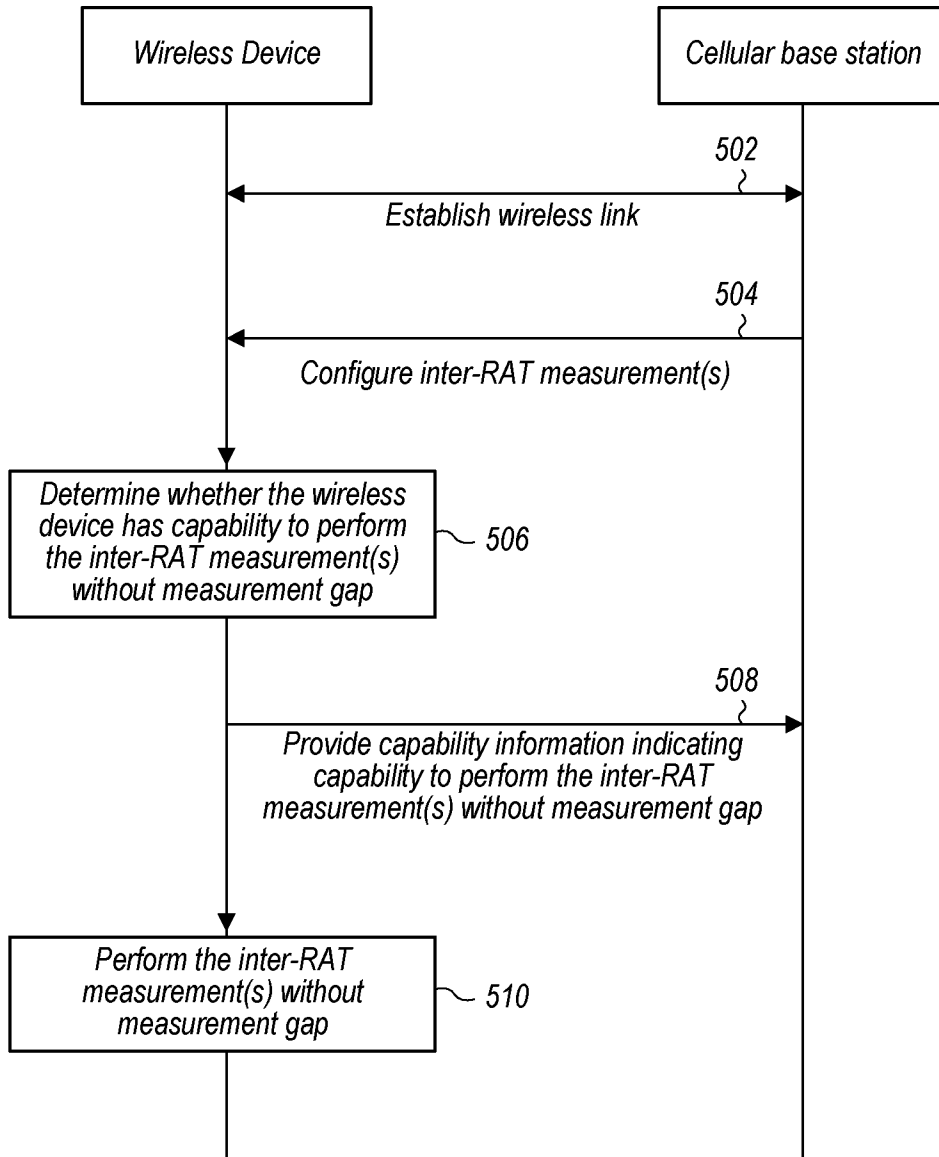 Wireless Device
Cellular base station
502
Establish wireless link
504
Configure inter-RAT measurement(s)
Determine whether the wireless
device has capability to perform
the inter-RAT measurement(s)
without measurement gap
506
508
Provide capability information indicating
capability to perform the inter-RAT
measurement(s) without measurement gap
Perform the inter-RAT
measurement(s) without
measurement gap
510